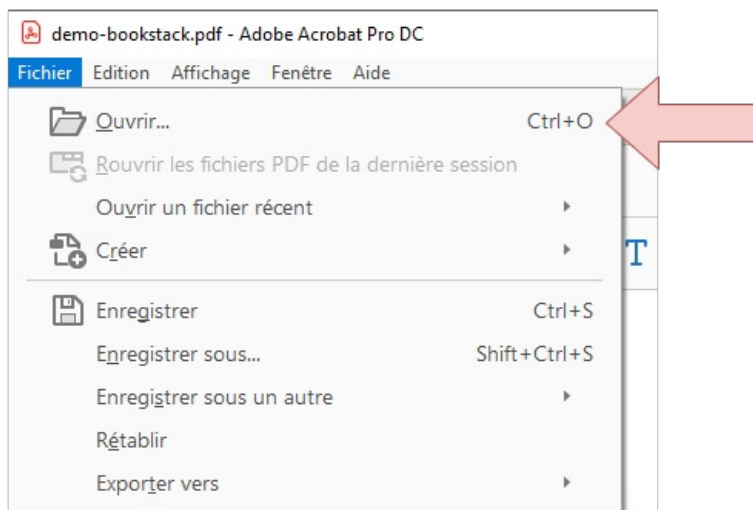 demo-bookstack.pdf - Adobe Acrobat Pro DC
Fichier Edition Affichage Fenêtre Aide
Ouvrir... Ctrl+O
Rouvrir les fichiers PDF de la dernière session
Ouvrir un fichier récent
Créer
T
Enregistrer Ctrl+S
Enregistrer sous... Shift+Ctrl+S
Enregistrer sous un autre
Rétablir
Exporter vers